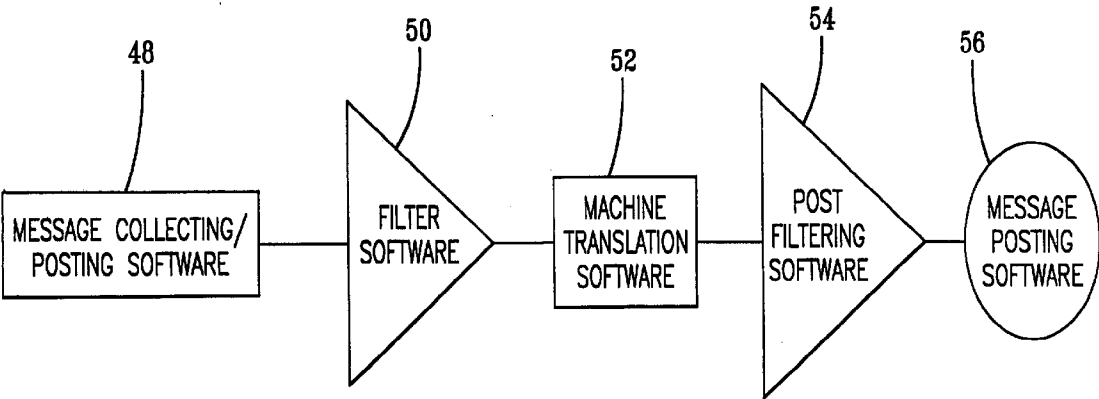 48
50
52
54
56
MESSAGE COLLECTING/
POSTING SOFTWARE
FILTER
SOFTWARE
MACHINE
TRANSLATION
SOFTWARE
POST
FILTERING
SOFTWARE
MESSAGE
POSTING
SOFTWARE